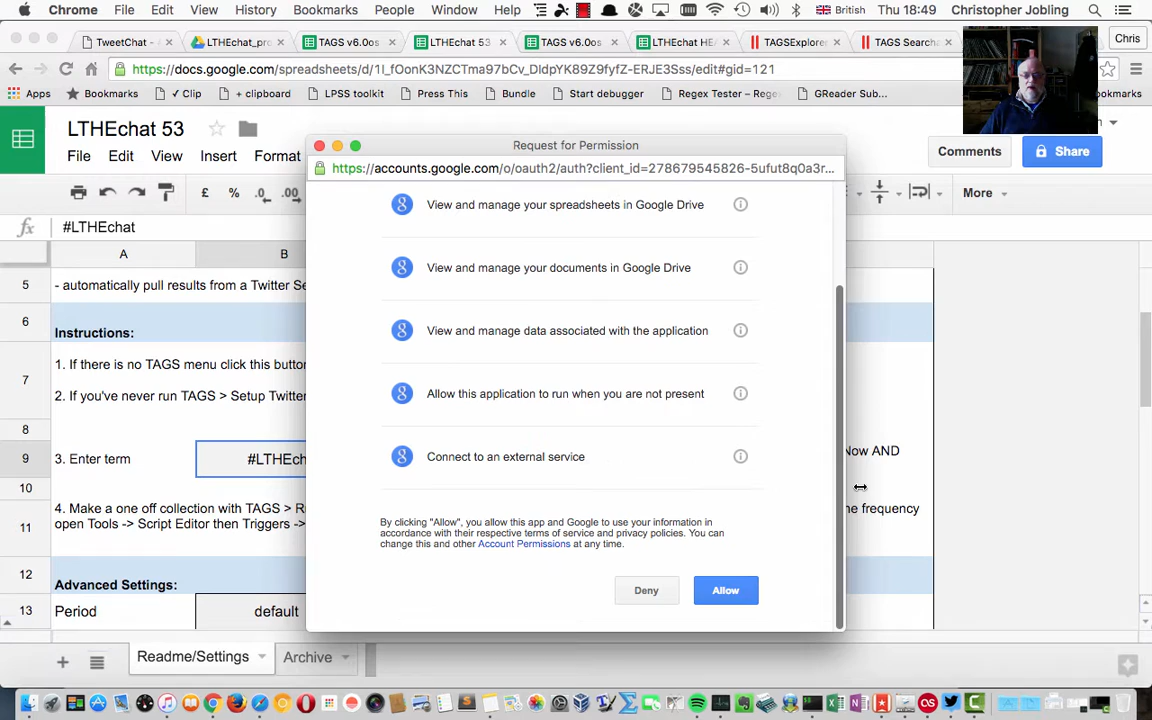 Chrome File Edit View History Bookmarks People Window Help British Thu 18:49 Christopher Jobling
TweetChat - LTHEchat_pro TAGS v6.0os LTHEchat 53 TAGS v6.0os LTHEchat HEA TAGSExplorer TAGS Search Chris
https://docs.google.com/spreadsheets/d/1l_fOonK3NZCTma97bCv_DldpYK89Z9fyfZ-ERJE3Sss/edit#gid=121
Apps Bookmarks ✓ Clip + clipboard LPSS toolkit Press This Bundle Start debugger Regex Tester – Rege GReader Sub... okmarks
LTHEchat 53
File Edit View Insert Format
Comments Share
£ % .0 .00 More
fx #LTHEchat
A B
5 - automatically pull results from a Twitter Se
6 Instructions:
7 1. If there is no TAGS menu click this button
2. If you've never run TAGS > Setup Twitter
8
9 3. Enter term #LTHEch Now AND
10
11 4. Make a one off collection with TAGS > R he frequency
open Tools -> Script Editor then Triggers ->
12 Advanced Settings:
13 Period default
Readme/Settings Archive
Request for Permission
https://accounts.google.com/o/oauth2/auth?client_id=278679545826-5ufut8q0a3r...
View and manage your spreadsheets in Google Drive
View and manage your documents in Google Drive
View and manage data associated with the application
Allow this application to run when you are not present
Connect to an external service
By clicking "Allow", you allow this app and Google to use your information in
accordance with their respective terms of service and privacy policies. You can
change this and other Account Permissions at any time.
Deny Allow